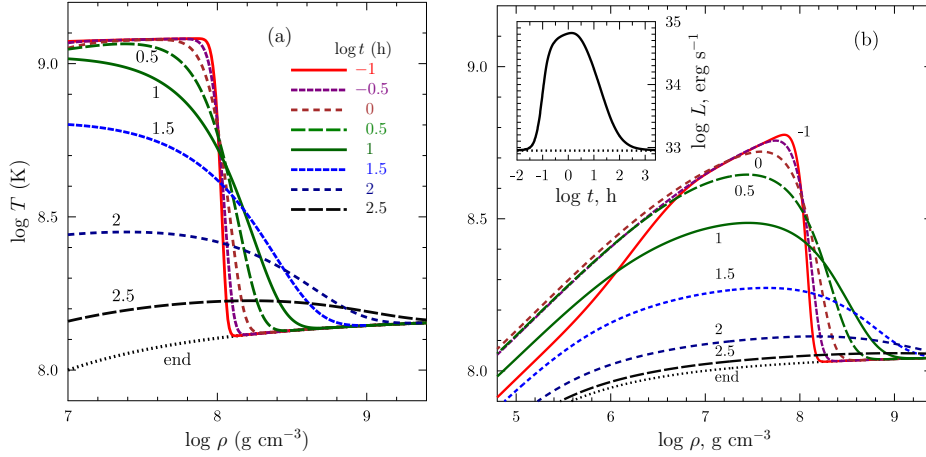 (a)
log t (h)
−1
−0.5
0
0.5
1
1.5
2
2.5
0.5
1
1.5
2
2.5
end
9.0
8.5
8.0
log T (K)
7 8 9
log ρ (g cm−3)
(b)
35
34
33
log L, erg s−1
−2 −1 0 1 2 3
log t, h
-1
0
0.5
1
1.5
2
2.5
end
9.0
8.5
8.0
5 6 7 8 9
log ρ, g cm−3